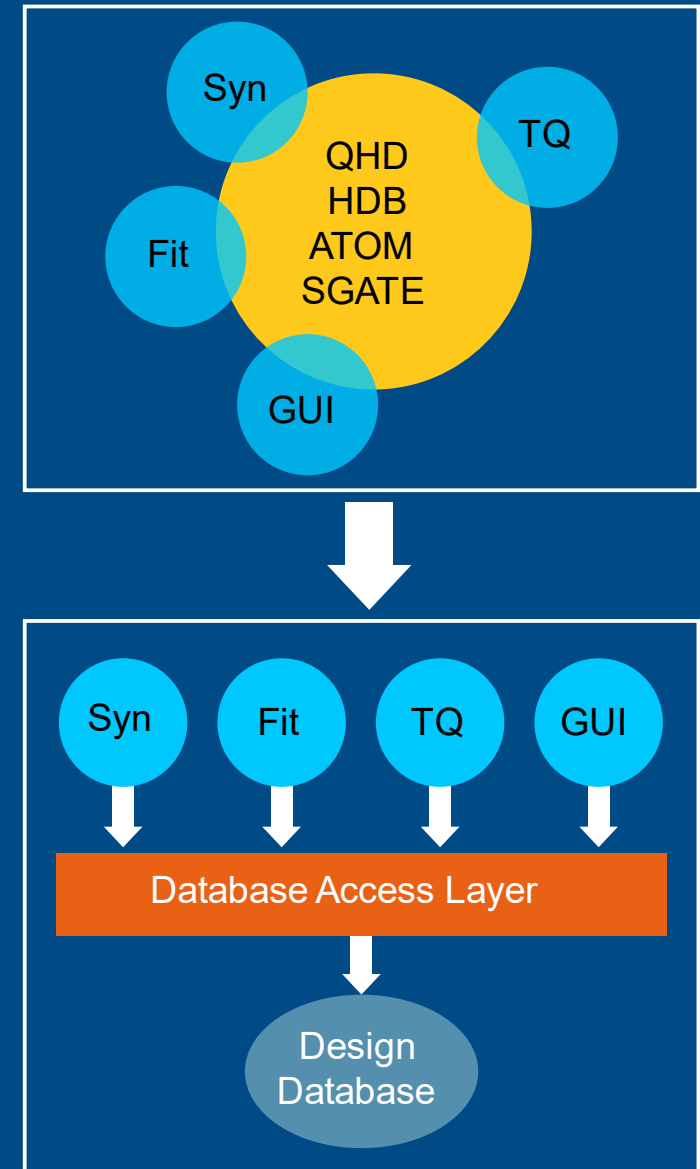 Syn
TQ
QHD
HDB
ATOM
SGATE
Fit
GUI
Syn
Fit
TQ
GUI
Database Access Layer
Design
Database